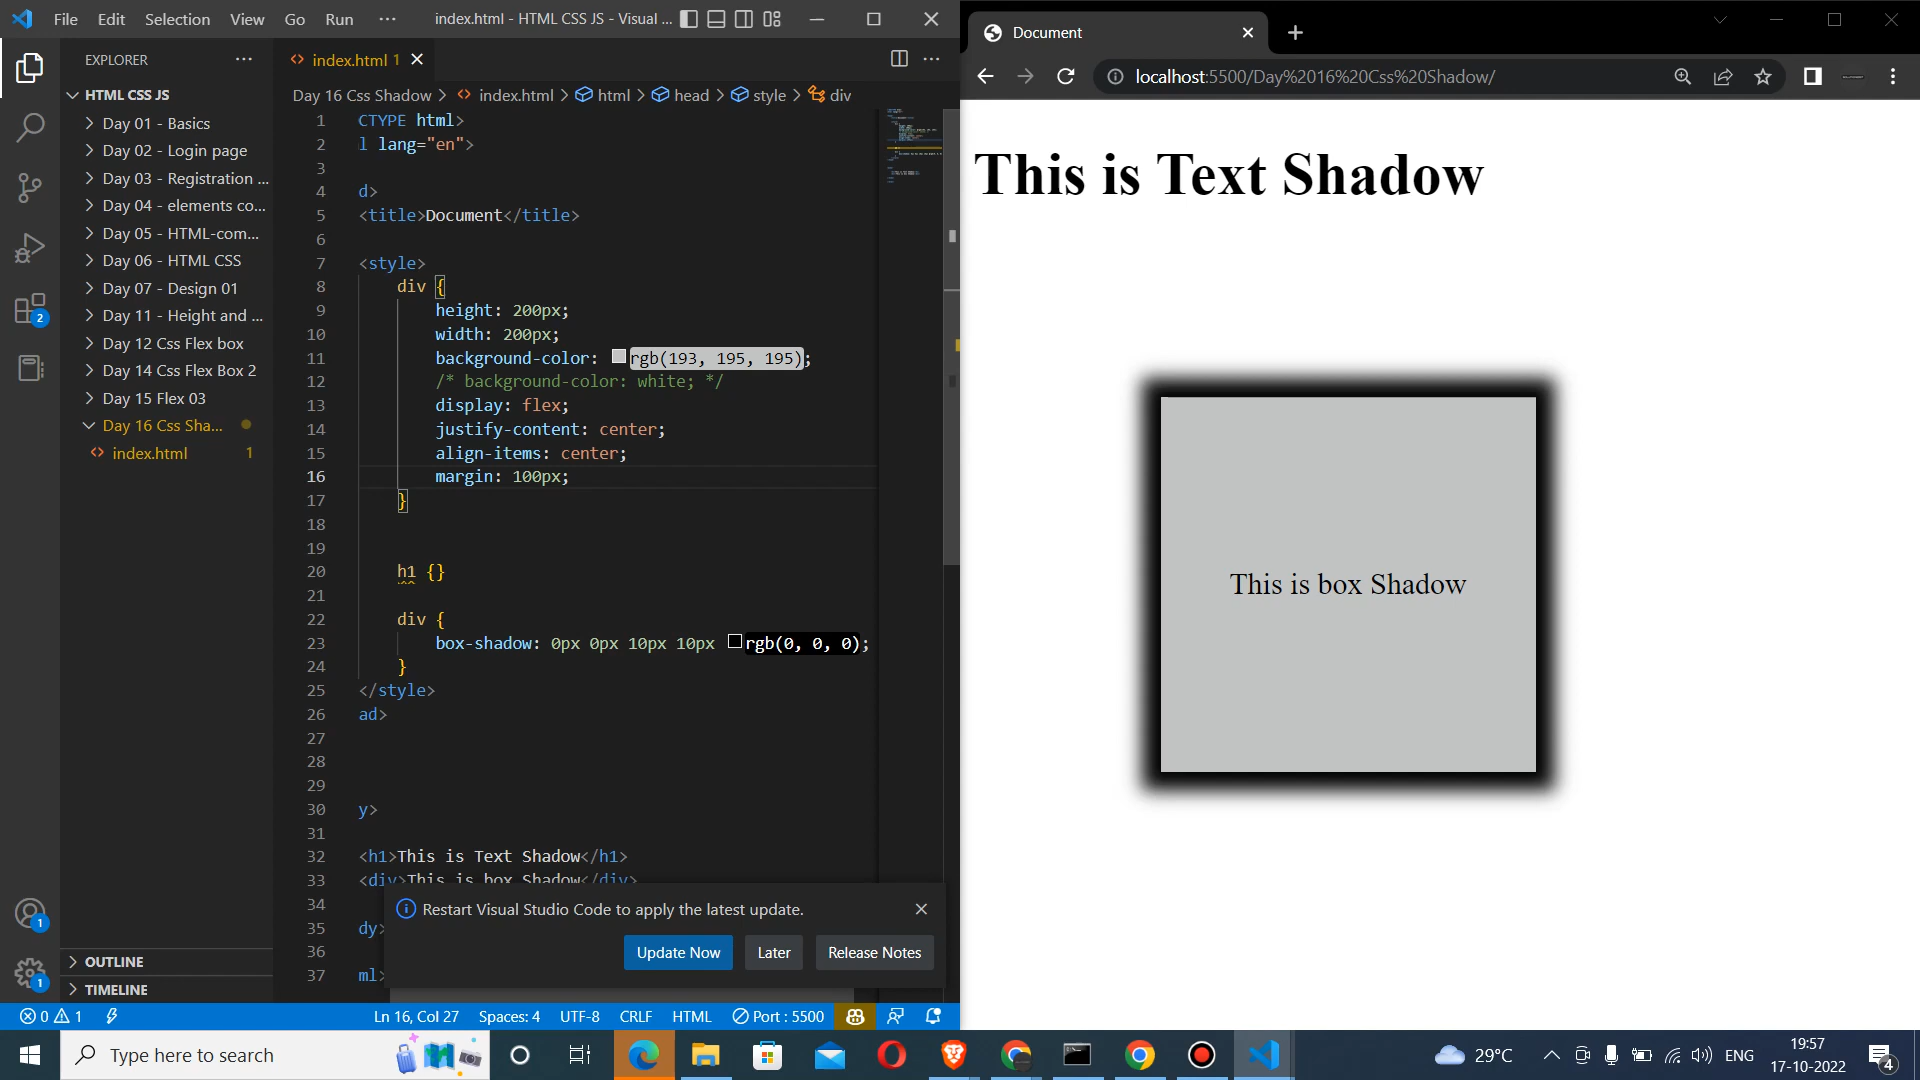 File Edit Selection View Go Run ··· index.html - HTML CSS JS - Visual ...
EXPLORER ···
HTML CSS JS
Day 01 - Basics
Day 02 - Login page
Day 03 - Registration ...
Day 04 - elements co...
Day 05 - HTML-com...
Day 06 - HTML CSS
Day 07 - Design 01
Day 11 - Height and ...
Day 12 Css Flex box
Day 14 Css Flex Box 2
Day 15 Flex 03
Day 16 Css Sha...
index.html 1
OUTLINE
TIMELINE
2
1
1
index.html 1
Day 16 Css Shadow > index.html > html > head > style > div
1 CTYPE html>
2 l lang="en">
3
4 d>
5 <title>Document</title>
6
7 <style>
8 div {
9 height: 200px;
10 width: 200px;
11 background-color: rgb(193, 195, 195);
12 /* background-color: white; */
13 display: flex;
14 justify-content: center;
15 align-items: center;
16 margin: 100px;
17 }
18
19
20 h1 {}
21
22 div {
23 box-shadow: 0px 0px 10px 10px rgb(0, 0, 0);
24 }
25 </style>
26 ad>
27
28
29
30 y>
31
32 <h1>This is Text Shadow</h1>
33 <div>This is box Shadow</div>
34
35 dy>
36
37 ml>
Restart Visual Studio Code to apply the latest update.
Update Now Later Release Notes
0 1 Ln 16, Col 27 Spaces: 4 UTF-8 CRLF HTML Port : 5500
Document
localhost:5500/Day%2016%20Css%20Shadow/
This is Text Shadow
This is box Shadow
Type here to search
29°C ENG
19:57
17-10-2022
4